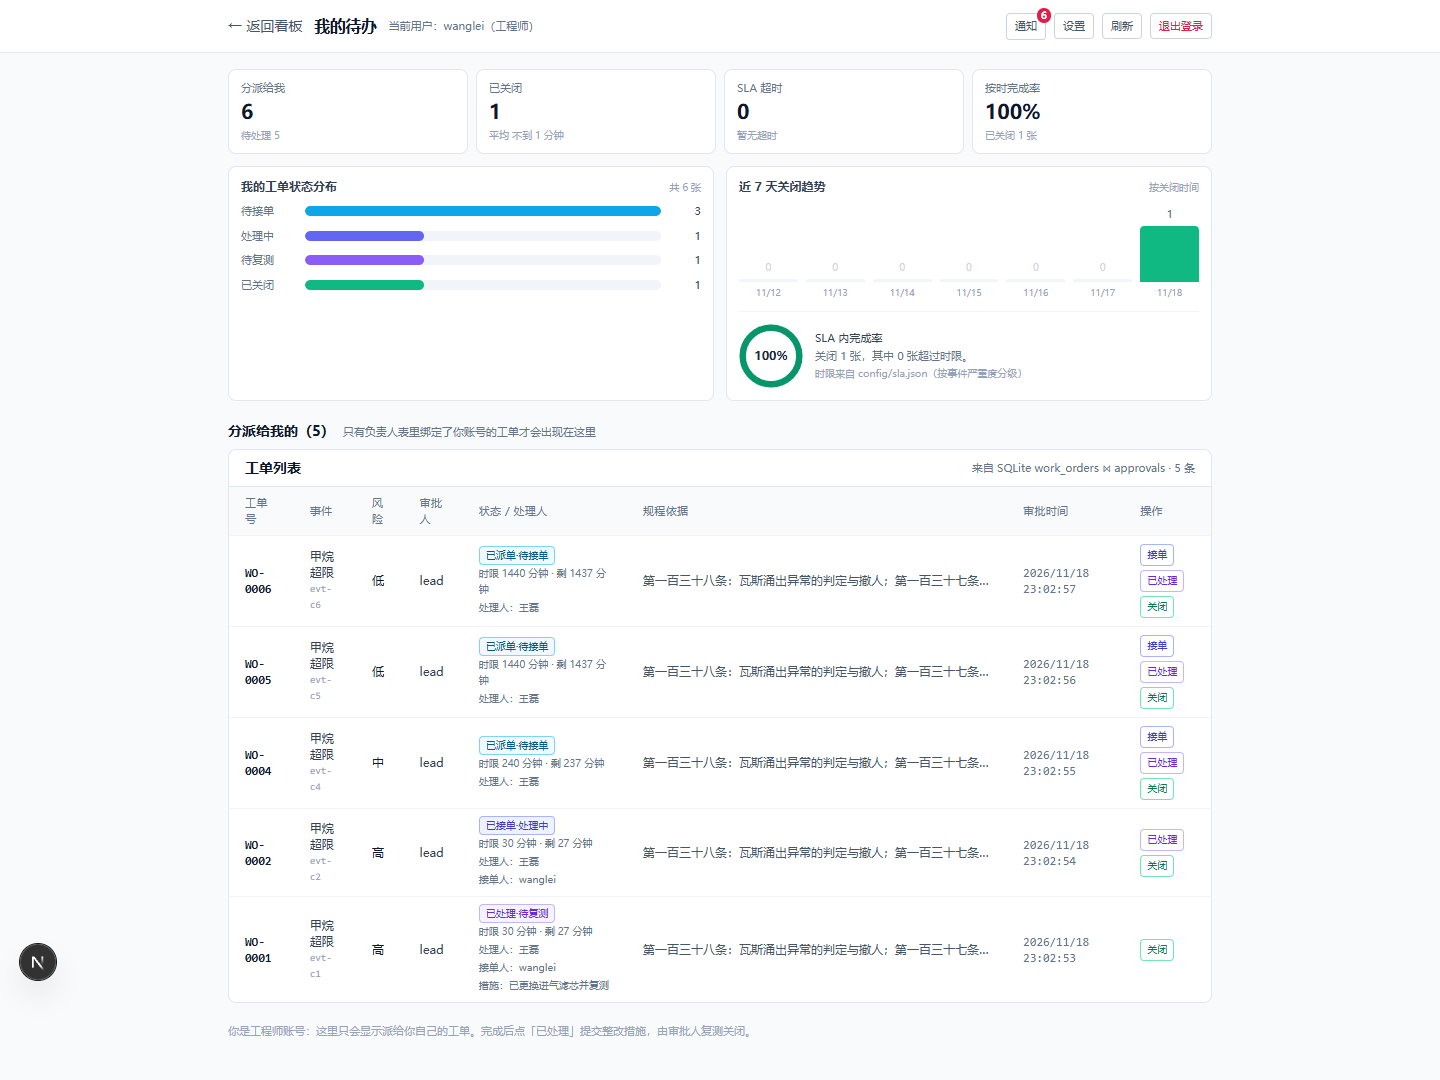 ← 返回看板 我的待办 当前用户：wanglei（工程师）
通知 6 设置 刷新 退出登录
分派给我
6
待处理 5
已关闭
1
平均 不到 1 分钟
SLA 超时
0
暂无超时
按时完成率
100%
已关闭 1 张
我的工单状态分布 共 6 张
待接单 3
处理中 1
待复测 1
已关闭 1
近 7 天关闭趋势 按关闭时间
0 0 0 0 0 0 1
11/12 11/13 11/14 11/15 11/16 11/17 11/18
100%
SLA 内完成率
关闭 1 张，其中 0 张超过时限。
时限来自 config/sla.json（按事件严重度分级）
分派给我的（5） 只有负责人表里绑定了你账号的工单才会出现在这里
工单列表 来自 SQLite work_orders ⋈ approvals · 5 条
工单号 事件 风险 审批人 状态 / 处理人 规程依据 审批时间 操作
WO-0006
甲烷超限
evt-c6
低
lead
已派单·待接单
时限 1440 分钟 · 剩 1437 分钟
处理人：王磊
第一百三十八条：瓦斯涌出异常的判定与撤人；第一百三十七条...
2026/11/18
23:02:57
接单
已处理
关闭
WO-0005
甲烷超限
evt-c5
低
lead
已派单·待接单
时限 1440 分钟 · 剩 1437 分钟
处理人：王磊
第一百三十八条：瓦斯涌出异常的判定与撤人；第一百三十七条...
2026/11/18
23:02:56
接单
已处理
关闭
WO-0004
甲烷超限
evt-c4
中
lead
已派单·待接单
时限 240 分钟 · 剩 237 分钟
处理人：王磊
第一百三十八条：瓦斯涌出异常的判定与撤人；第一百三十七条...
2026/11/18
23:02:55
接单
已处理
关闭
WO-0002
甲烷超限
evt-c2
高
lead
已接单·处理中
时限 30 分钟 · 剩 27 分钟
处理人：王磊
接单人：wanglei
第一百三十八条：瓦斯涌出异常的判定与撤人；第一百三十七条...
2026/11/18
23:02:54
已处理
关闭
WO-0001
甲烷超限
evt-c1
高
lead
已处理·待复测
时限 30 分钟 · 剩 27 分钟
处理人：王磊
接单人：wanglei
措施：已更换进气滤芯并复测
第一百三十八条：瓦斯涌出异常的判定与撤人；第一百三十七条...
2026/11/18
23:02:53
关闭
N
你是工程师账号：这里只会显示派给你自己的工单。完成后点「已处理」提交整改措施，由审批人复测关闭。